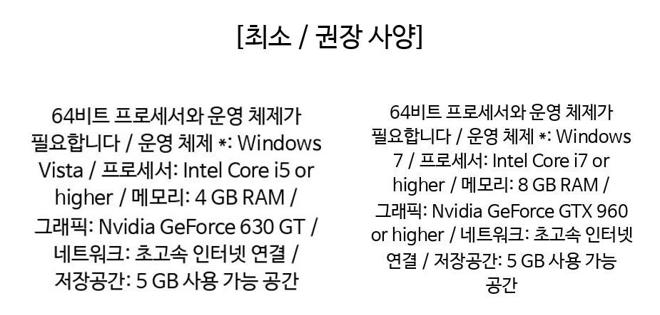 [최소 / 권장 사양]
64비트 프로세서와 운영 체제가
필요합니다 / 운영 체제 *: Windows
Vista / 프로세서: Intel Core i5 or
higher / 메모리: 4 GB RAM /
그래픽: Nvidia GeForce 630 GT /
네트워크: 초고속 인터넷 연결 /
저장공간: 5 GB 사용 가능 공간
64비트 프로세서와 운영 체제가
필요합니다 / 운영 체제 *: Windows
7 / 프로세서: Intel Core i7 or
higher / 메모리: 8 GB RAM /
그래픽: Nvidia GeForce GTX 960
or higher / 네트워크: 초고속 인터넷
연결 / 저장공간: 5 GB 사용 가능
공간